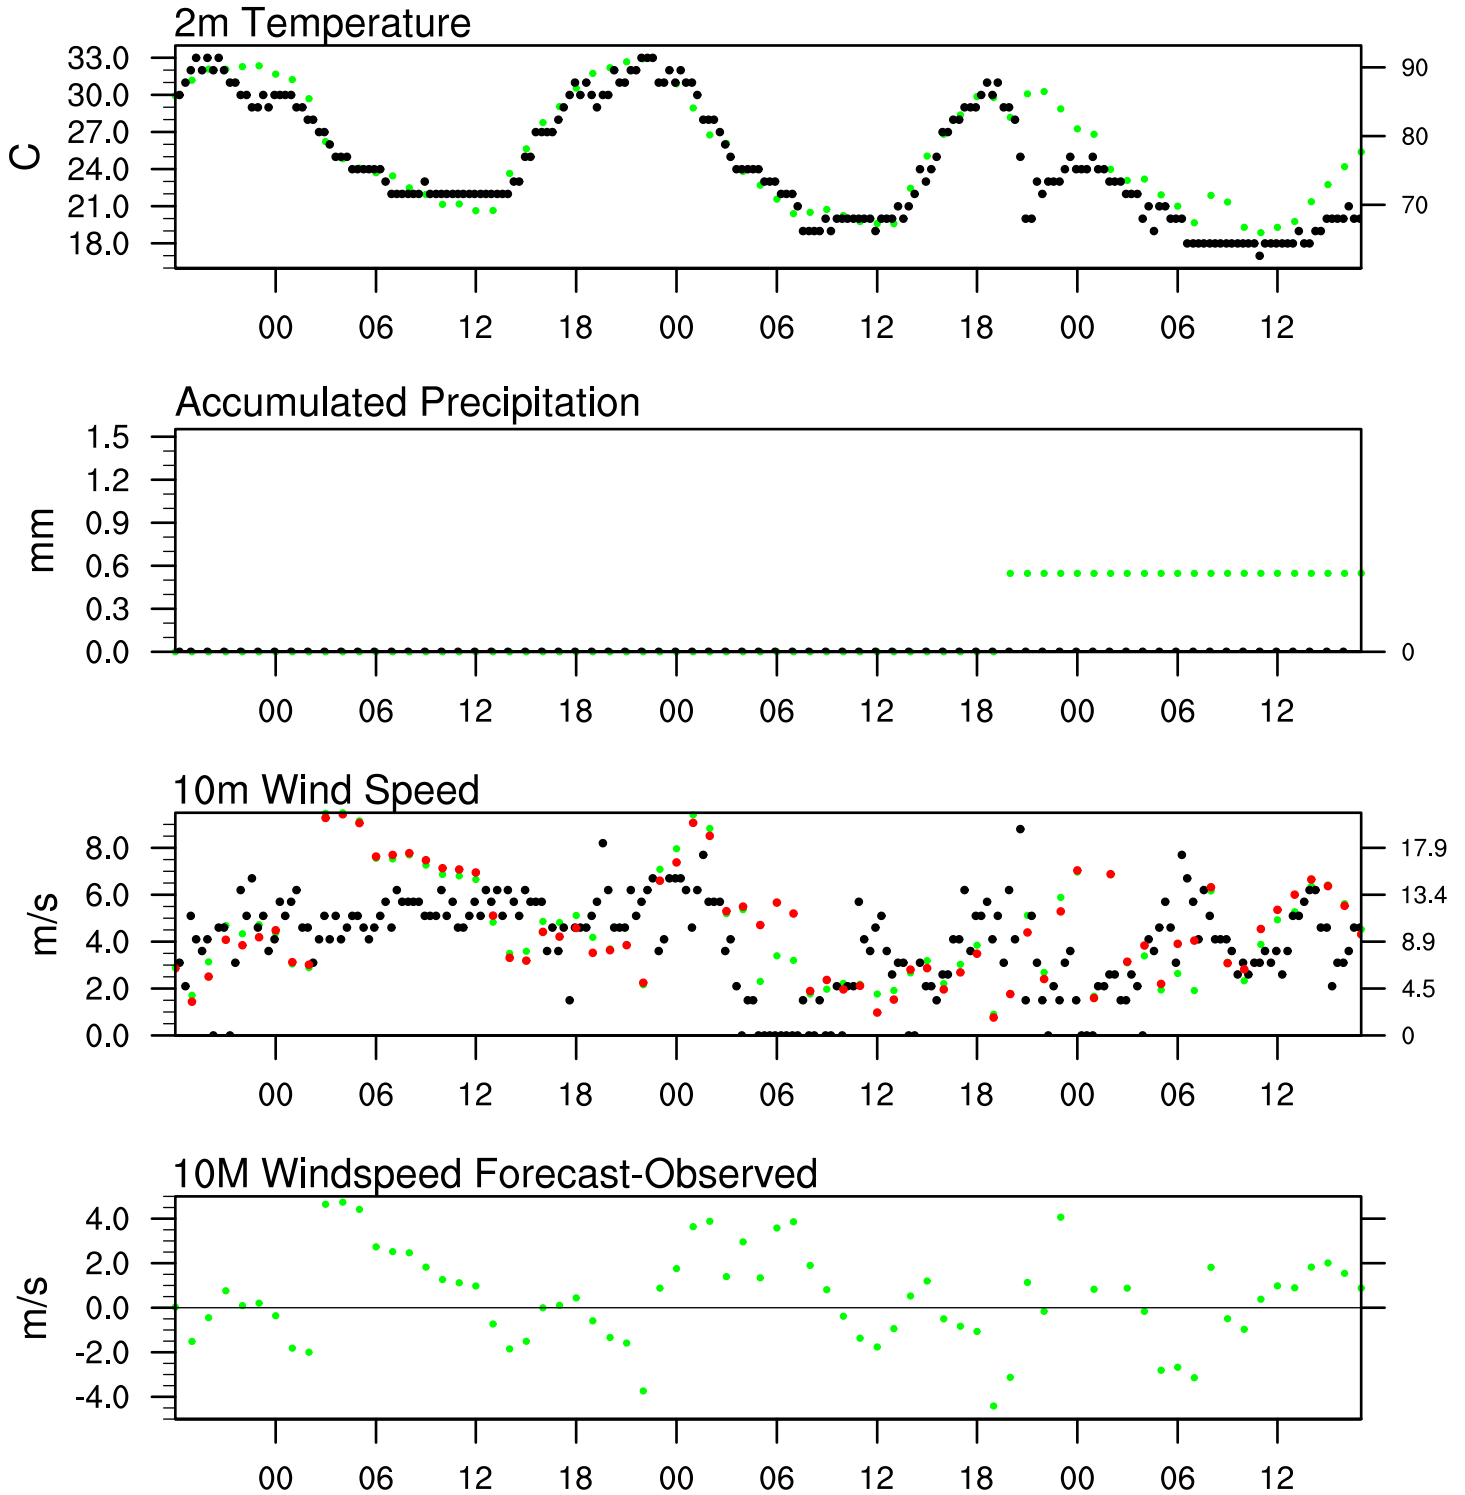 2m Temperature
33.0
30.0
27.0
24.0
21.0
18.0
C
90
80
70
00 06 12 18 00 06 12 18 00 06 12
Accumulated Precipitation
1.5
1.2
0.9
0.6
0.3
0.0
mm
0
00 06 12 18 00 06 12 18 00 06 12
10m Wind Speed
8.0
6.0
4.0
2.0
0.0
m/s
17.9
13.4
8.9
4.5
0
00 06 12 18 00 06 12 18 00 06 12
10M Windspeed Forecast-Observed
4.0
2.0
0.0
-2.0
-4.0
m/s
00 06 12 18 00 06 12 18 00 06 12